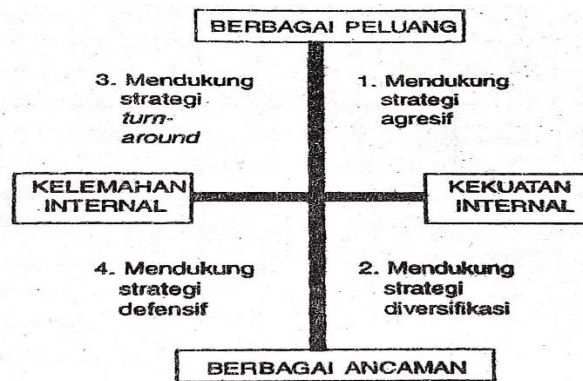 BERBAGAI PELUANG
3. Mendukung
strategi
turn-
around
1. Mendukung
strategi
agresif
KELEMAHAN
INTERNAL
KEKUATAN
INTERNAL
4. Mendukung
strategi
defensif
2. Mendukung
strategi
diversifikasi
BERBAGAI ANCAMAN